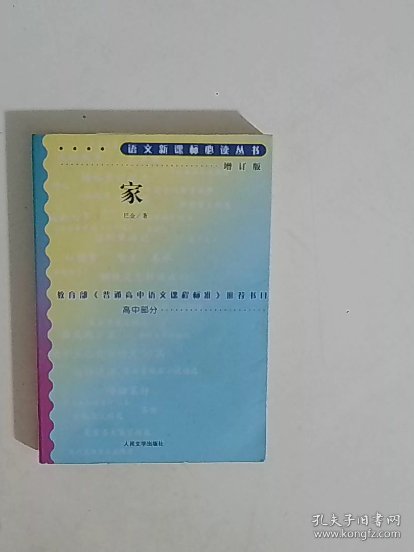 语文新课标必读丛书
增订版
家
巴金/著
教育部《普通高中语文课程标准》推荐书目
高中部分
人民文学出版社
孔夫子旧书网
www.kongfz.com